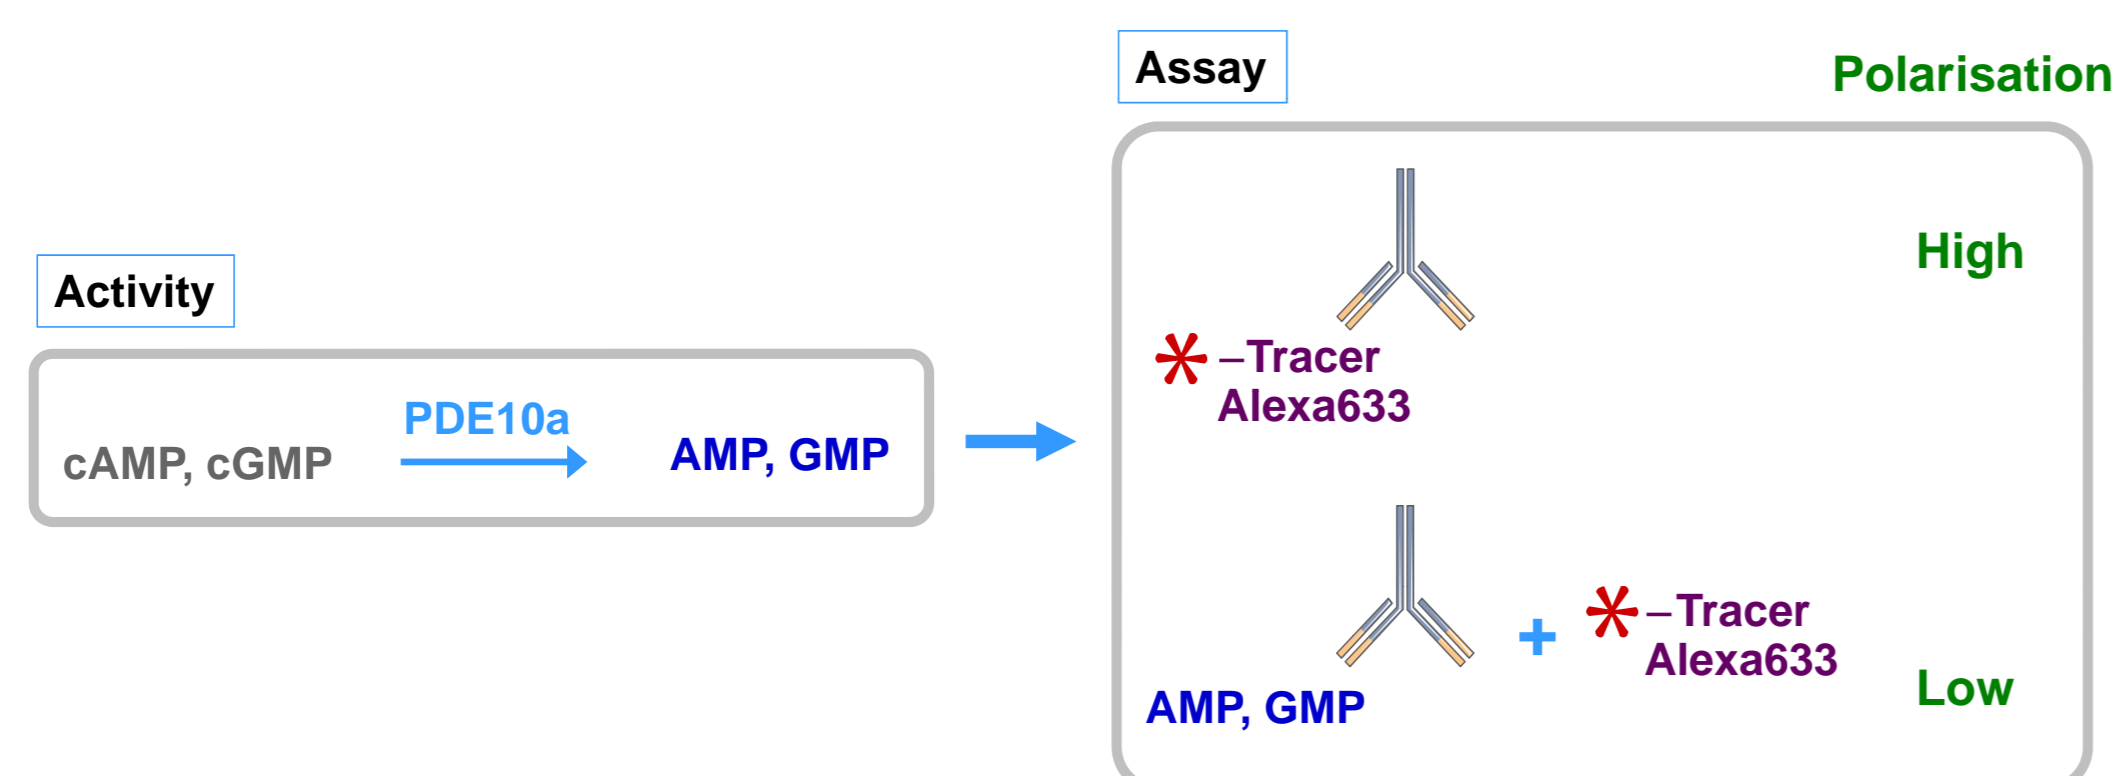 Activity
cAMP, cGMP
PDE10a
AMP, GMP
Assay
Polarisation
High
–Tracer
Alexa633
AMP, GMP
+
–Tracer
Alexa633
Low